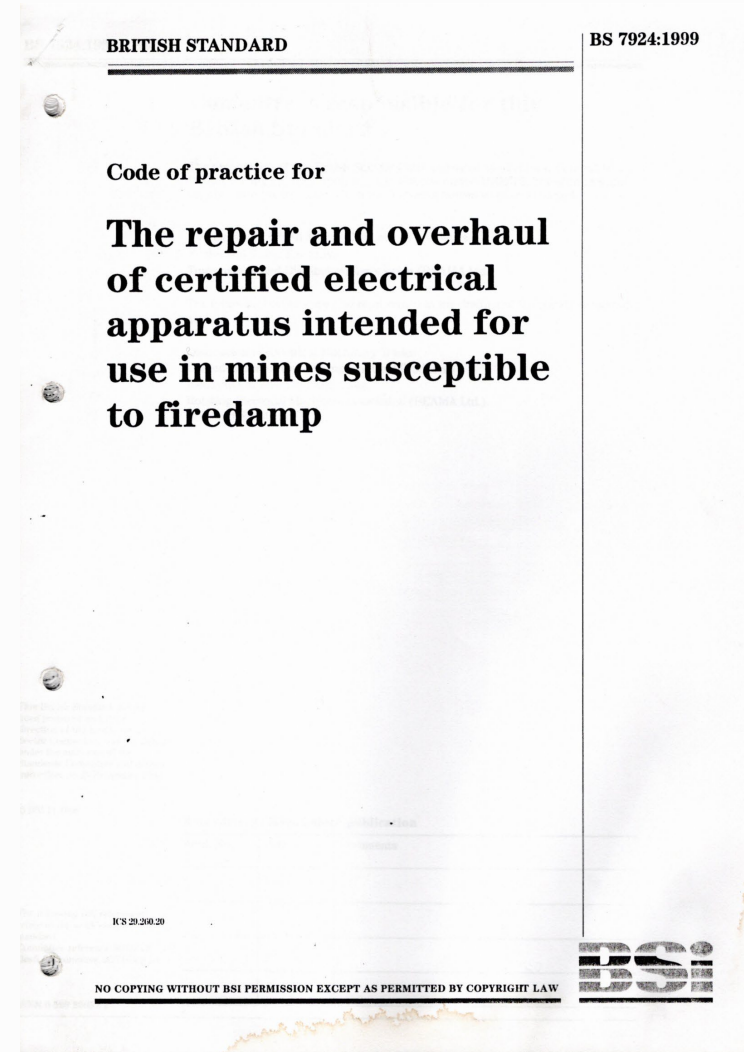 BRITISH STANDARD
BS 7924:1999
Code of practice for
The repair and overhaul
of certified electrical
apparatus intended for
use in mines susceptible
to firedamp
ICS 29.260.20
NO COPYING WITHOUT BSI PERMISSION EXCEPT AS PERMITTED BY COPYRIGHT LAW
BSi